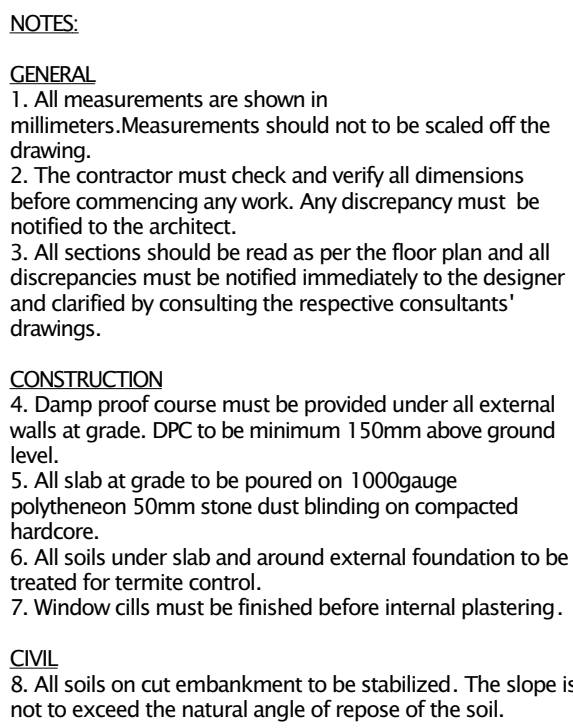 NOTES:
GENERAL
1. All measurements are shown in
millimeters.Measurements should not to be scaled off the
drawing.
2. The contractor must check and verify all dimensions
before commencing any work. Any discrepancy must  be
notified to the architect.
3. All sections should be read as per the floor plan and all
discrepancies must be notified immediately to the designer
and clarified by consulting the respective consultants'
drawings.
CONSTRUCTION
4. Damp proof course must be provided under all external
walls at grade. DPC to be minimum 150mm above ground
level.
5. All slab at grade to be poured on 1000gauge
polytheneon 50mm stone dust blinding on compacted
hardcore.
6. All soils under slab and around external foundation to be
treated for termite control.
7. Window cills must be finished before internal plastering.
CIVIL
8. All soils on cut embankment to be stabilized. The slope is
not to exceed the natural angle of repose of the soil.